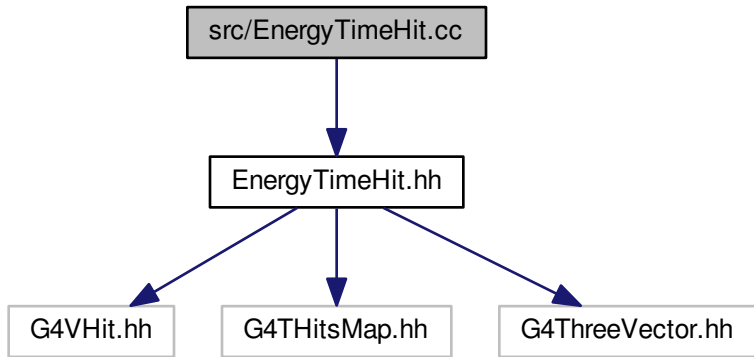 src/EnergyTimeHit.cc
EnergyTimeHit.hh
G4VHit.hh
G4THitsMap.hh
G4ThreeVector.hh